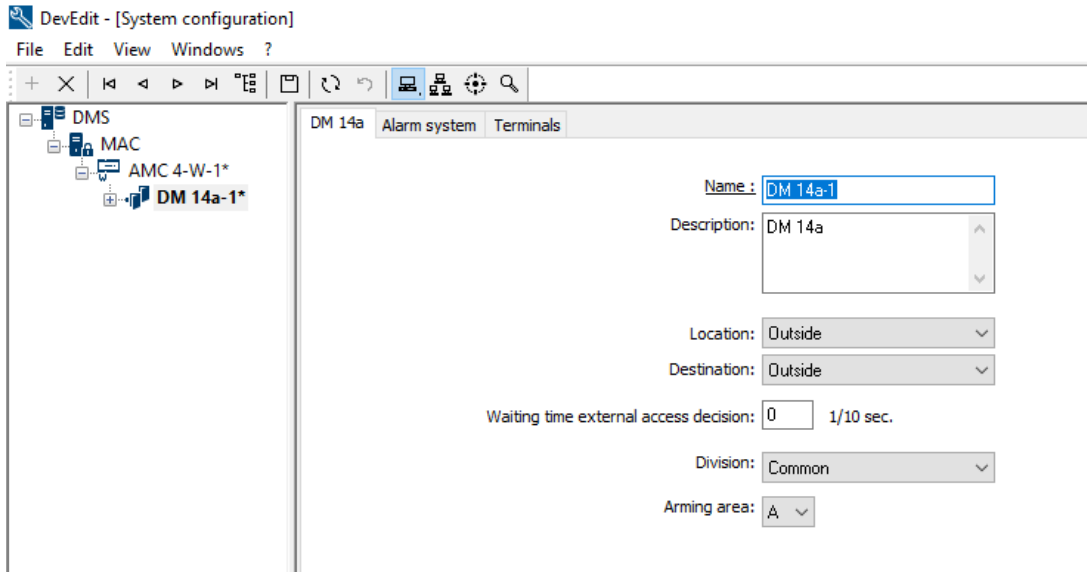 DevEdit - [System configuration]
File Edit View Windows ?
DMS
MAC
AMC 4-W-1*
DM 14a-1*
DM 14a Alarm system Terminals
Name : DM 14a-1
Description: DM 14a
Location: Outside
Destination: Outside
Waiting time external access decision: 0 1/10 sec.
Division: Common
Arming area: A